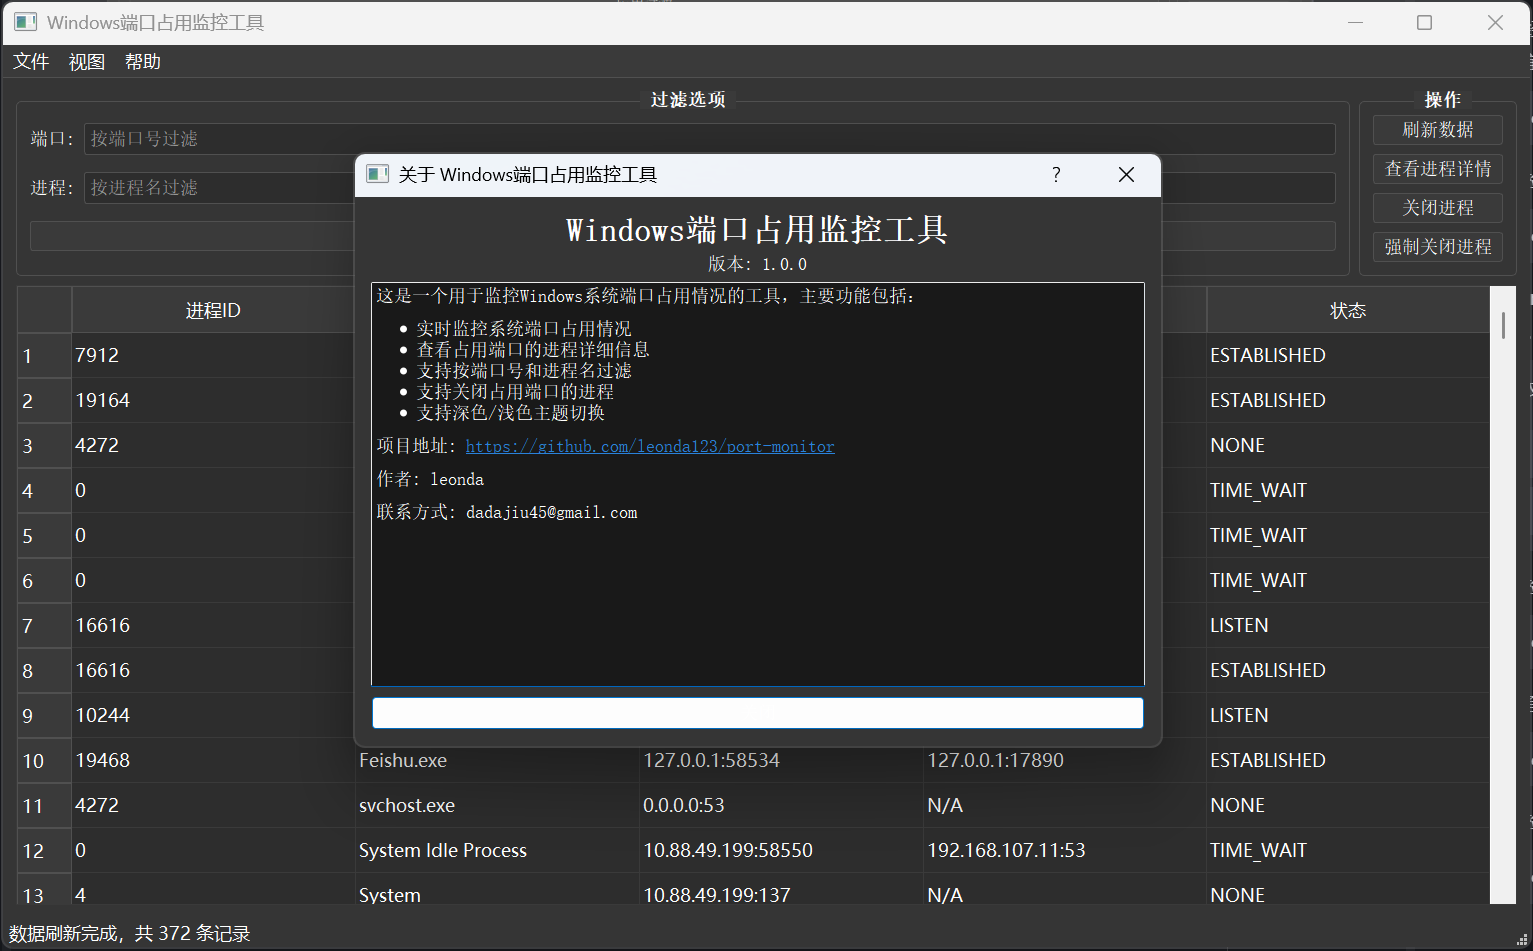 Windows端口占用监控工具
文件 视图 帮助
过滤选项
端口: 按端口号过滤
进程: 按进程名过滤
操作
刷新数据
查看进程详情
关闭进程
强制关闭进程
关于 Windows端口占用监控工具 ?
Windows端口占用监控工具
版本: 1.0.0
这是一个用于监控Windows系统端口占用情况的工具，主要功能包括：
• 实时监控系统端口占用情况
• 查看占用端口的进程详细信息
• 支持按端口号和进程名过滤
• 支持关闭占用端口的进程
• 支持深色/浅色主题切换
项目地址: https://github.com/leonda123/port-monitor
作者: leonda
联系方式: dadajiu45@gmail.com
进程ID 状态
1 7912 ESTABLISHED
2 19164 ESTABLISHED
3 4272 NONE
4 0 TIME_WAIT
5 0 TIME_WAIT
6 0 TIME_WAIT
7 16616 LISTEN
8 16616 ESTABLISHED
9 10244 LISTEN
10 19468 Feishu.exe 127.0.0.1:58534 127.0.0.1:17890 ESTABLISHED
11 4272 svchost.exe 0.0.0.0:53 N/A NONE
12 0 System Idle Process 10.88.49.199:58550 192.168.107.11:53 TIME_WAIT
13 4 System 10.88.49.199:137 N/A NONE
数据刷新完成，共 372 条记录